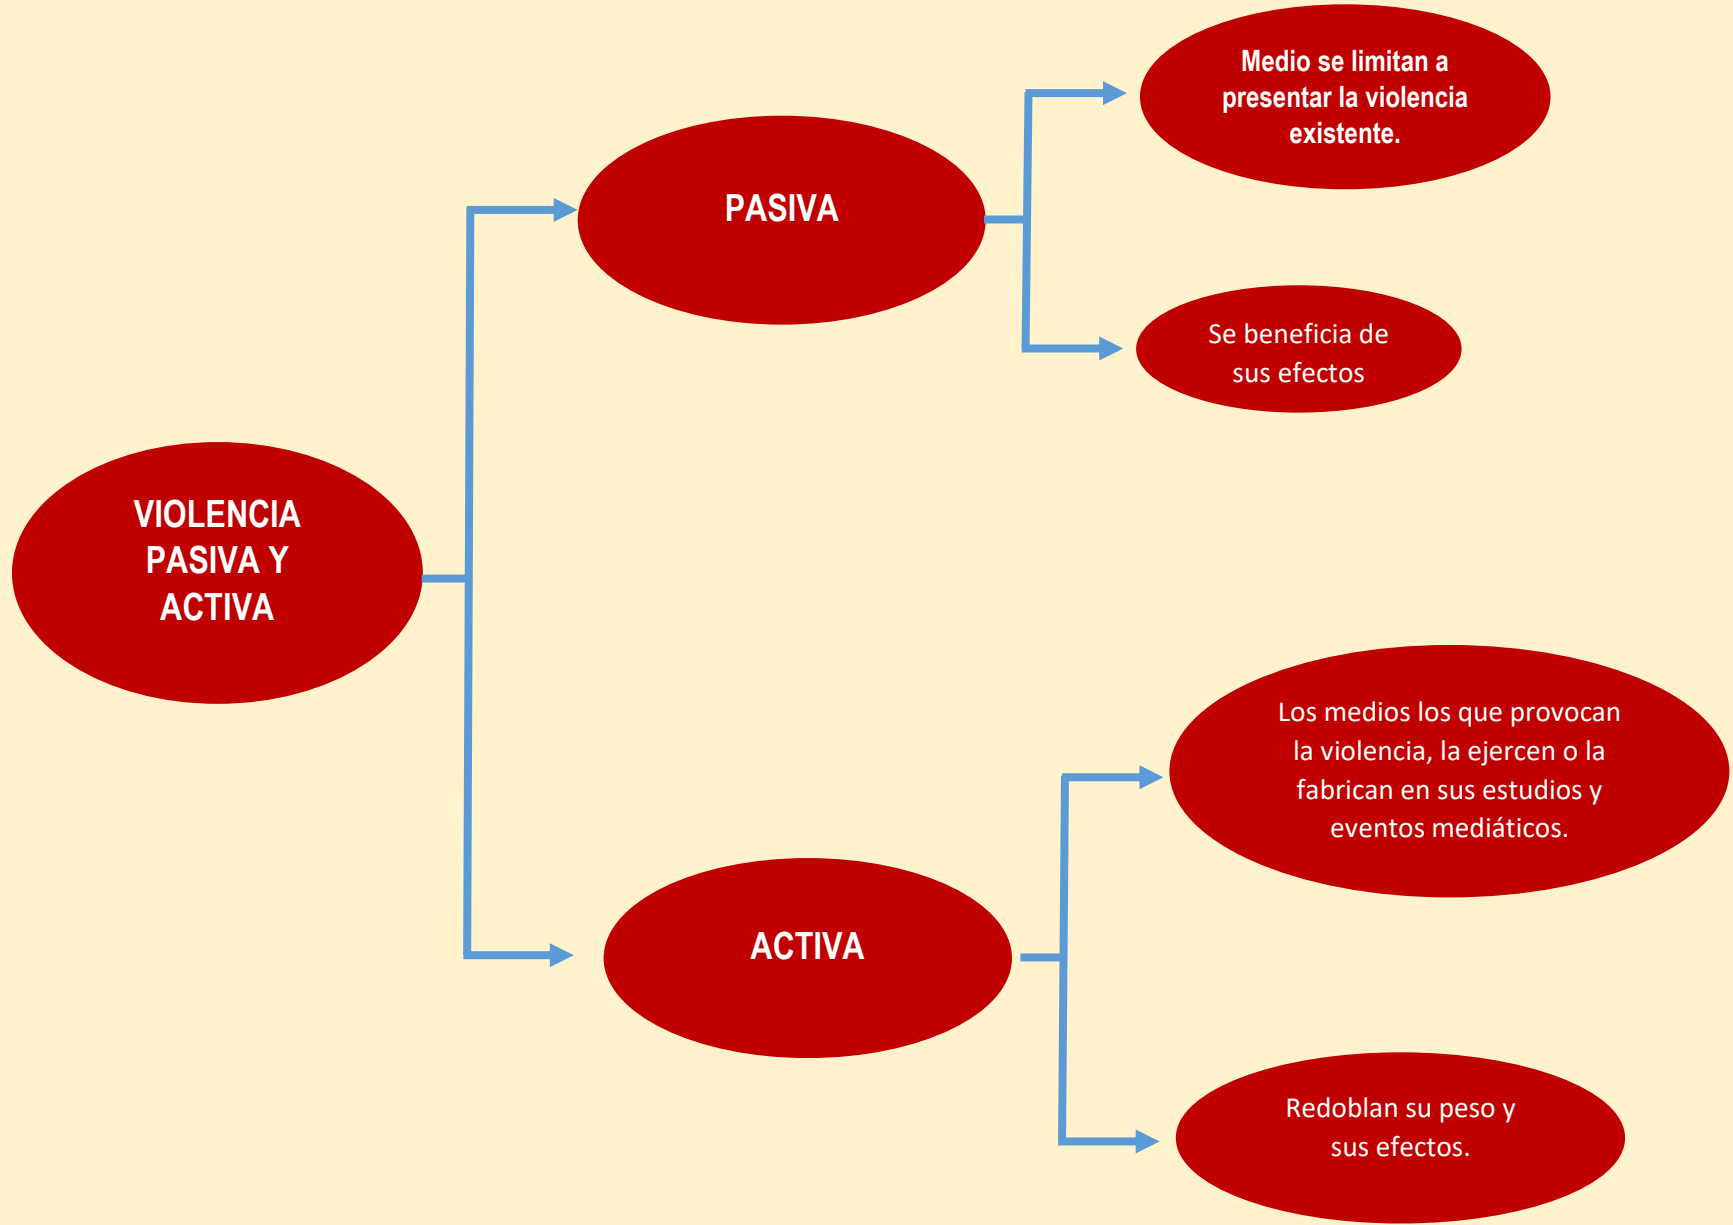 Medio se limitan a
presentar la violencia
existente.
PASIVA
Se beneficia de
sus efectos
VIOLENCIA
PASIVA Y
ACTIVA
Los medios los que provocan
la violencia, la ejercen o la
fabrican en sus estudios y
eventos mediáticos.
ACTIVA
Redoblan su peso y
sus efectos.